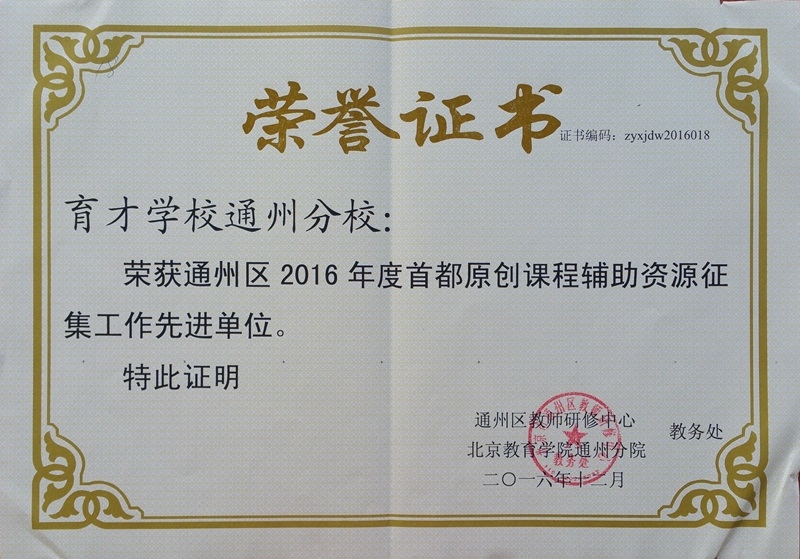 荣誉证书
证书编码：zyxjdw2016018
育才学校通州分校：
荣获通州区 2016 年度首都原创课程辅助资源征
集工作先进单位。
特此证明
通州区教师研修中心
北京教育学院通州分院
教务处
二〇一六年十二月
教务处